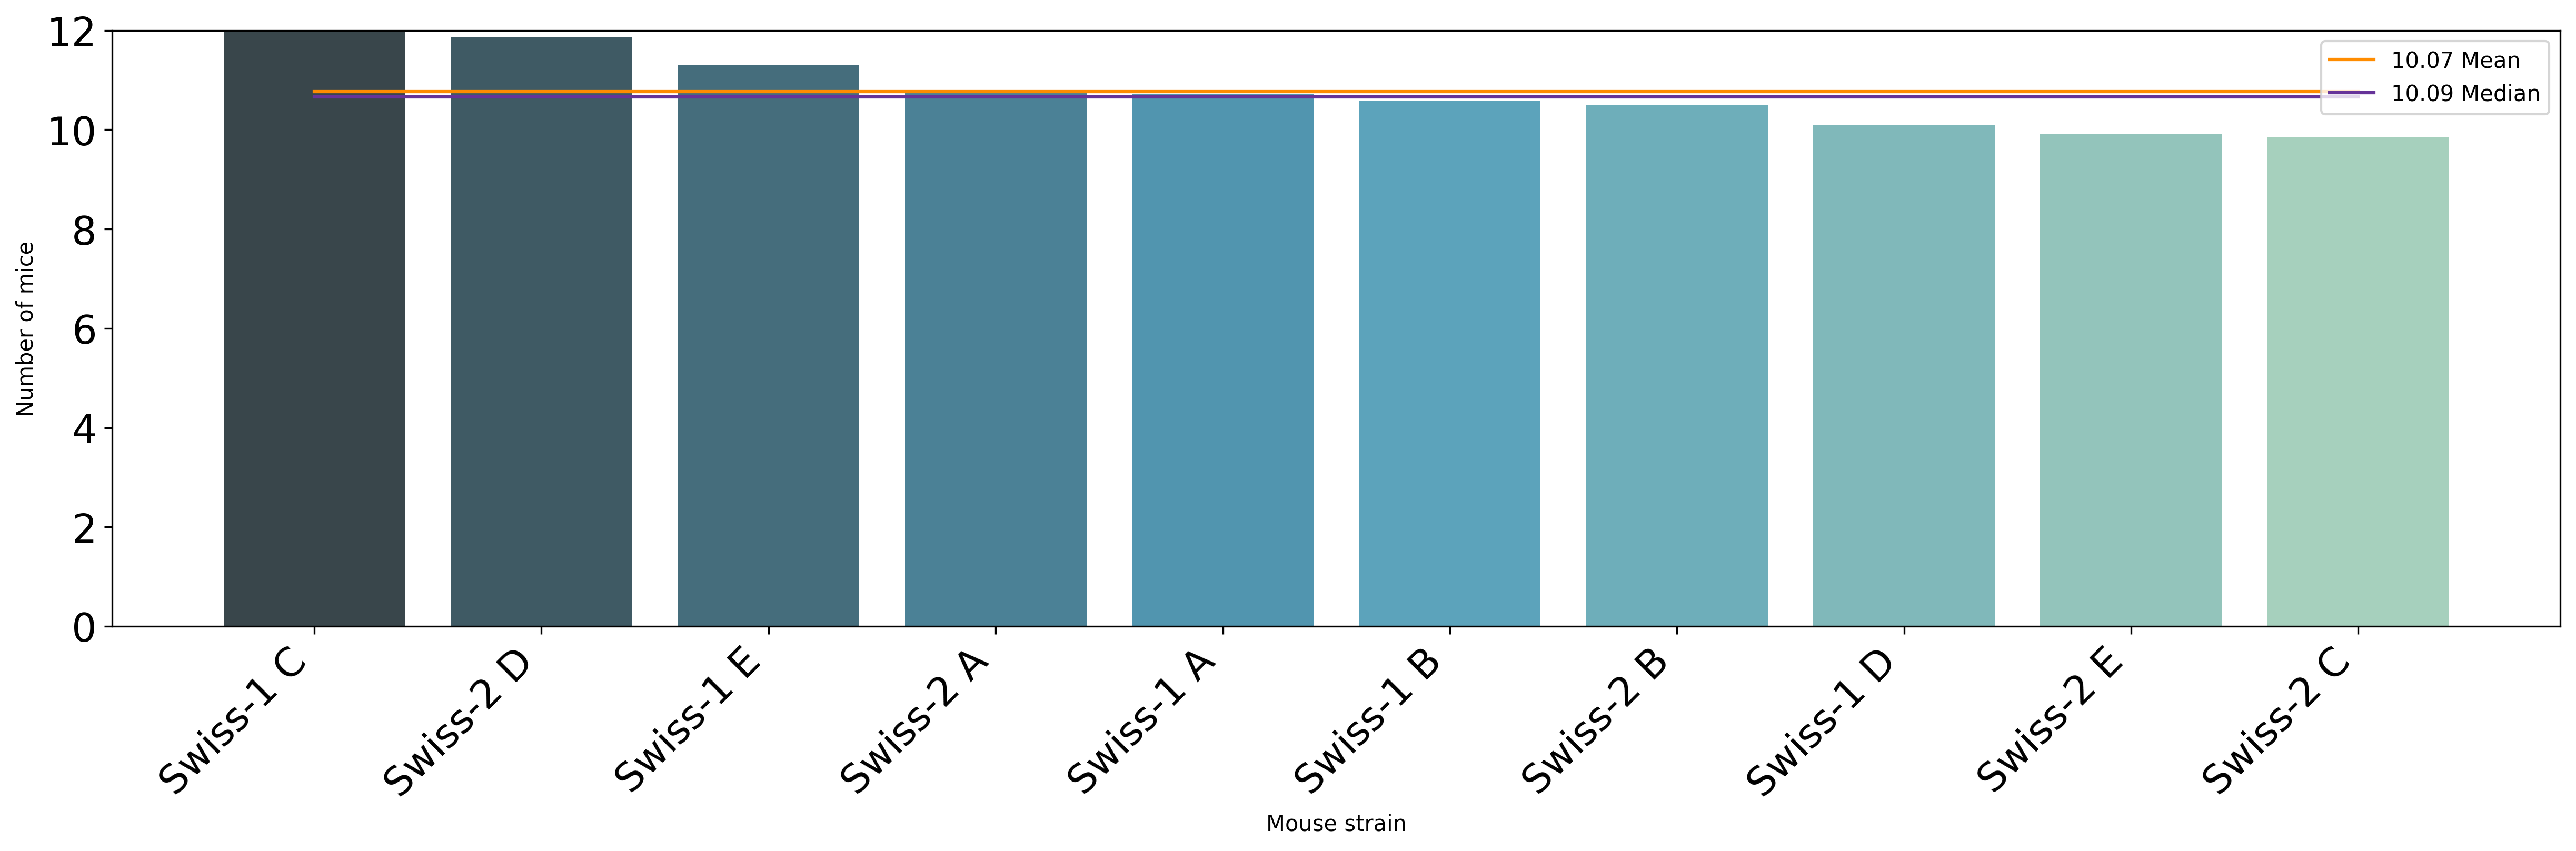 12
10
8
6
4
2
0
Number of mice
10.07 Mean
10.09 Median
Swiss-1 C
Swiss-2 D
Swiss-1 E
Swiss-2 A
Swiss-1 A
Swiss-1 B
Swiss-2 B
Swiss-1 D
Swiss-2 E
Swiss-2 C
Mouse strain